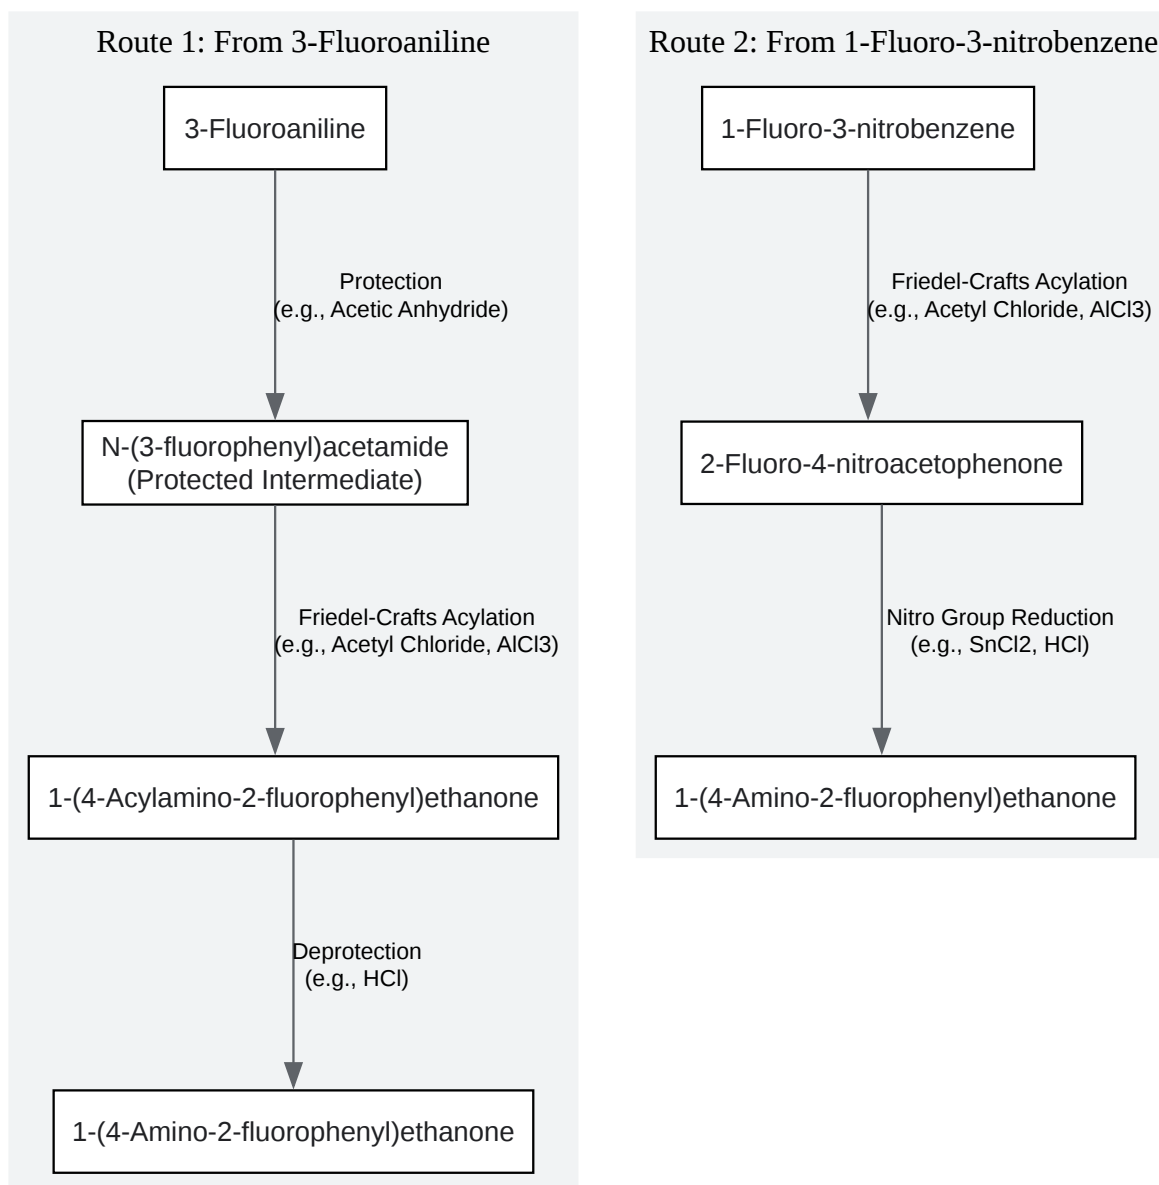 Route 1: From 3-Fluoroaniline
3-Fluoroaniline
Protection
(e.g., Acetic Anhydride)
N-(3-fluorophenyl)acetamide
(Protected Intermediate)
Friedel-Crafts Acylation
(e.g., Acetyl Chloride, AlCl3)
1-(4-Acylamino-2-fluorophenyl)ethanone
Deprotection
(e.g., HCl)
1-(4-Amino-2-fluorophenyl)ethanone
Route 2: From 1-Fluoro-3-nitrobenzene
1-Fluoro-3-nitrobenzene
Friedel-Crafts Acylation
(e.g., Acetyl Chloride, AlCl3)
2-Fluoro-4-nitroacetophenone
Nitro Group Reduction
(e.g., SnCl2, HCl)
1-(4-Amino-2-fluorophenyl)ethanone